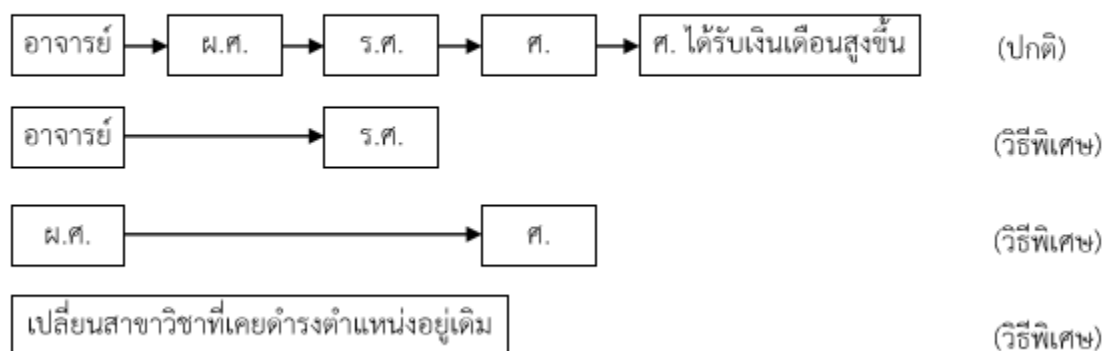 อาจารย์ ผ.ศ. ร.ศ. ศ. ศ. ได้รับเงินเดือนสูงขึ้น (ปกติ)
อาจารย์ ร.ศ. (วิธีพิเศษ)
ผ.ศ. ศ. (วิธีพิเศษ)
เปลี่ยนสาขาวิชาที่เคยดำรงตำแหน่งอยู่เดิม (วิธีพิเศษ)